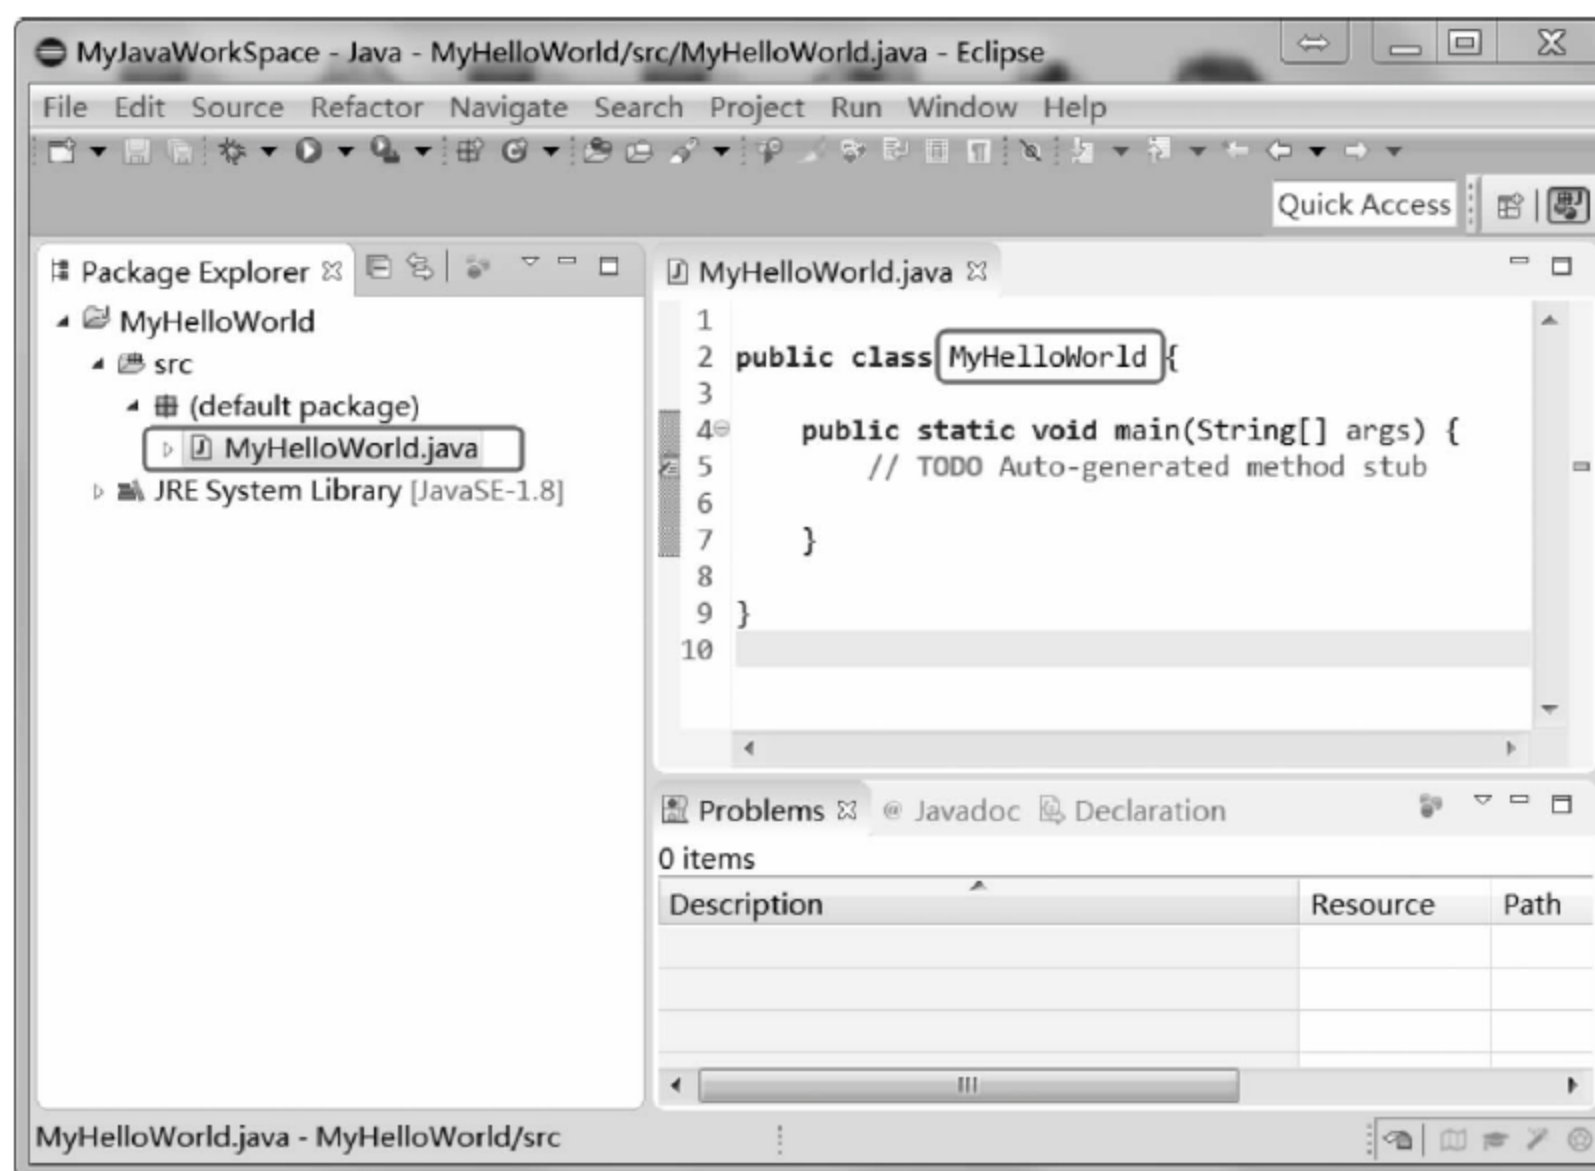 MyJavaWorkSpace - Java - MyHelloWorld/src/MyHelloWorld.java - Eclipse
File Edit Source Refactor Navigate Search Project Run Window Help
Quick Access
Package Explorer
MyHelloWorld
src
(default package)
MyHelloWorld.java
JRE System Library [JavaSE-1.8]
MyHelloWorld.java
1
2 public class MyHelloWorld {
3
4 public static void main(String[] args) {
5 // TODO Auto-generated method stub
6
7 }
8
9 }
10
Problems @ Javadoc Declaration
0 items
Description Resource Path
MyHelloWorld.java - MyHelloWorld/src